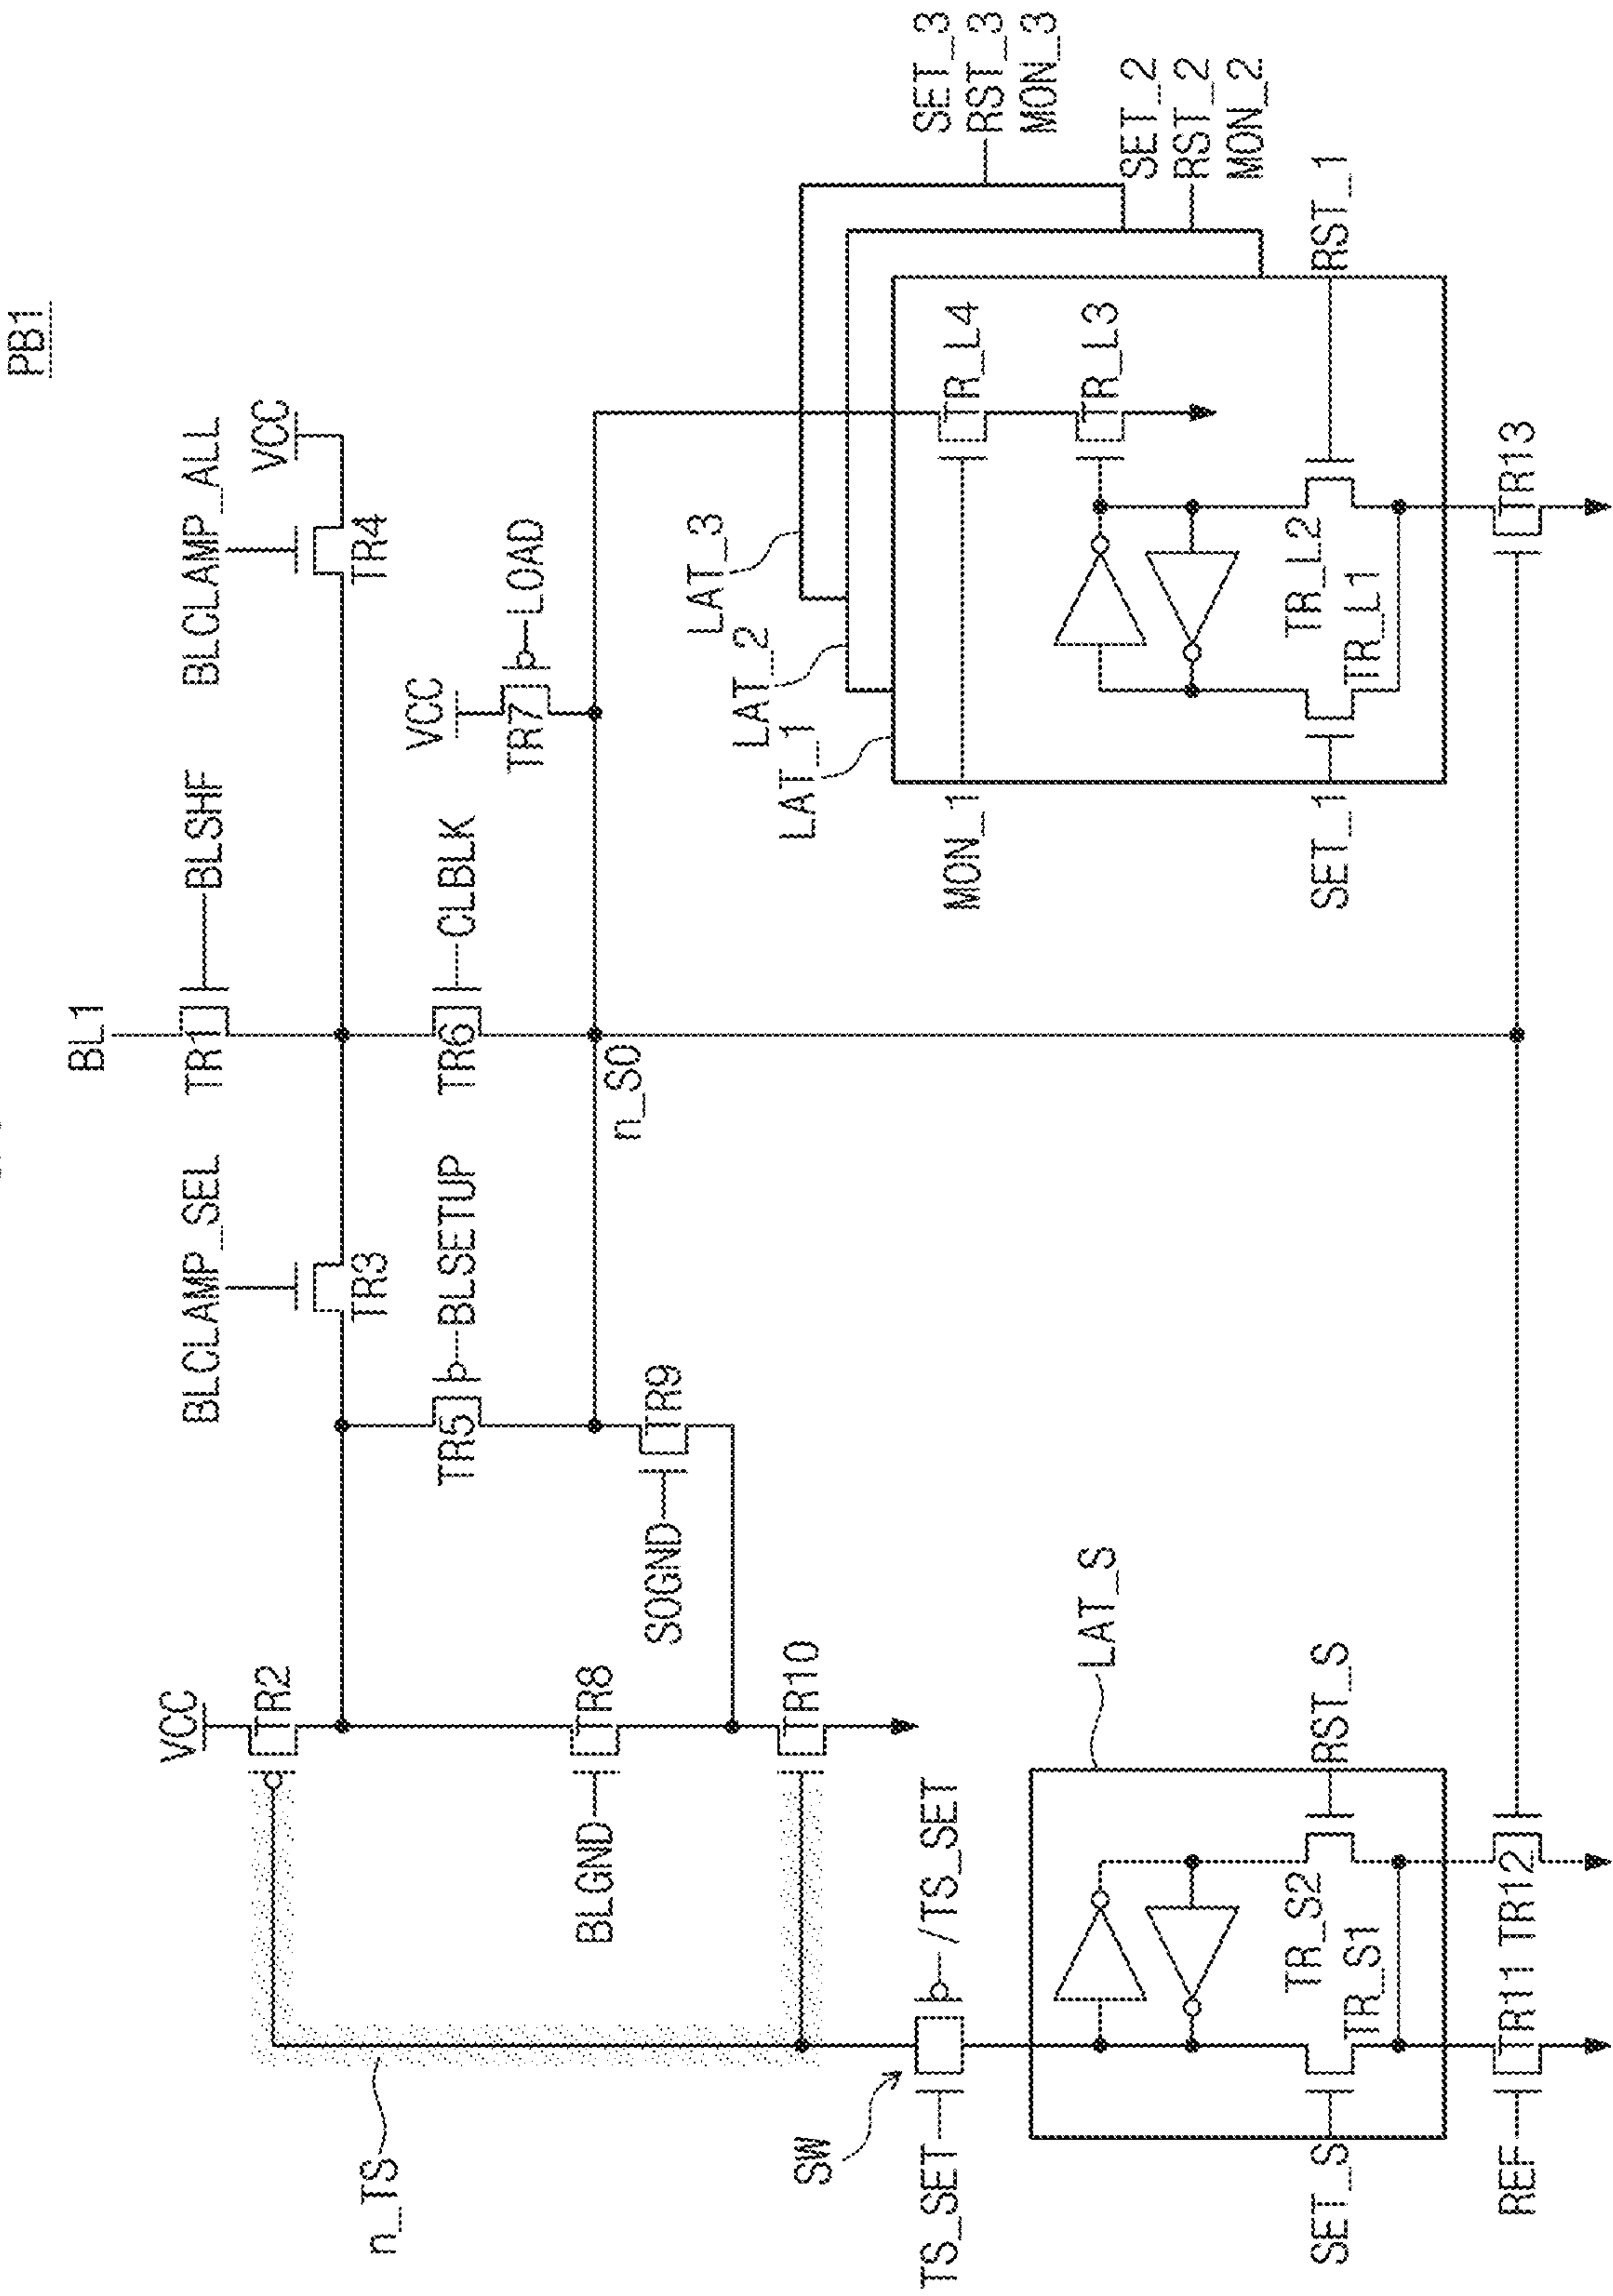 PB1
BL1
BLSHF
TR1
BLCLAMP_SEL
TR3
BLCLAMP_ALL
TR4
VCC
VCC
TR2
BLSETUP
TR5
CLBLK
TR6
VCC
TR7
LOAD
n_SO
BLGND
TR8
SOGND
TR9
TR10
n_TS
SW
TS_SET
/TS_SET
LAT_S
SET_S
RST_S
TR_S2
TR_S1
REF
TR11
TR12
LAT_3
LAT_2
LAT_1
SET_3
RST_3
MON_3
SET_2
RST_2
MON_2
MON_1
TR_L4
TR_L3
SET_1
RST_1
TR_L2
TR_L1
TR13